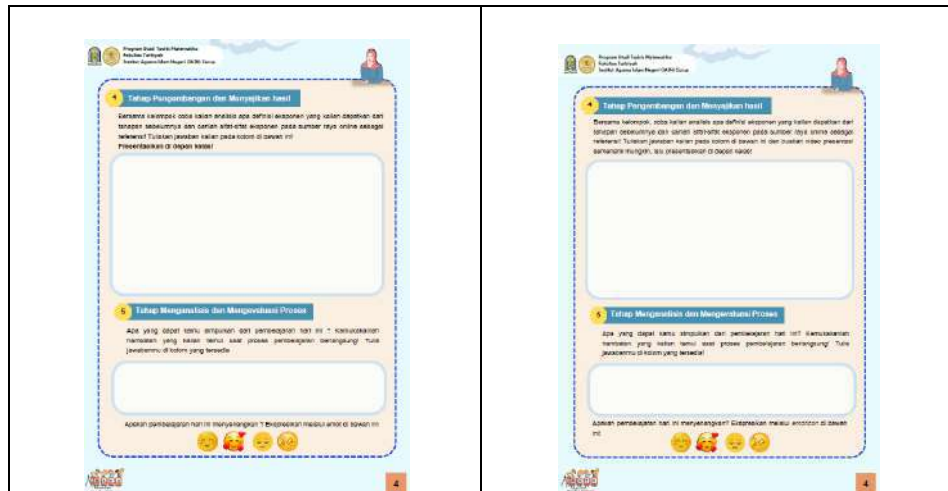 Program Studi Tadris Matematika
Fakultas Tarbiyah
Institut Agama Islam Negeri (IAIN) Curup
4 Tahap Pengembangan dan Menyajikan hasil
Bersama kelompok coba kalian analisis apa definisi eksponen yang kalian dapatkan dari
tahapan sebelumnya dan carilah sifat-sifat eksponen pada sumber raya online sebagai
referensi! Tuliskan jawaban kalian pada kolom di bawah ini!
Presentasikan di depan kelas!
5 Tahap Menganalisis dan Mengevaluasi Proses
Apa yang dapat kamu simpulkan dari pembelajaran hari ini ? Kemukakanlah
hambatan yang kalian temui saat proses pembelajaran berlangsung! Tulis
jawabanmu di kolom yang tersedia
Apakah pembelajaran hari ini menyenangkan ? Ekspresikan melalui emot di bawah ini
4
Program Studi Tadris Matematika
Fakultas Tarbiyah
Institut Agama Islam Negeri (IAIN) Curup
4 Tahap Pengembangan dan Menyajikan hasil
Bersama kelompok, coba kalian analisis apa definisi eksponen yang kalian dapatkan dari
tahapan sebelumnya dan carilah sifat-sifat eksponen pada sumber raya online sebagai
referensi! Tuliskan jawaban kalian pada kolom di bawah ini dan buatlah video presentasi
semenarik mungkin, lalu presentasikan di depan kelas!
5 Tahap Menganalisis dan Mengevaluasi Proses
Apa yang dapat kamu simpulkan dari pembelajaran hari ini? Kemukakanlah
hambatan yang kalian temui saat proses pembelajaran berlangsung! Tulis
jawabanmu di kolom yang tersedia!
Apakah pembelajaran hari ini menyenangkan? Ekspresikan melalui emoticon di bawah
ini!
4